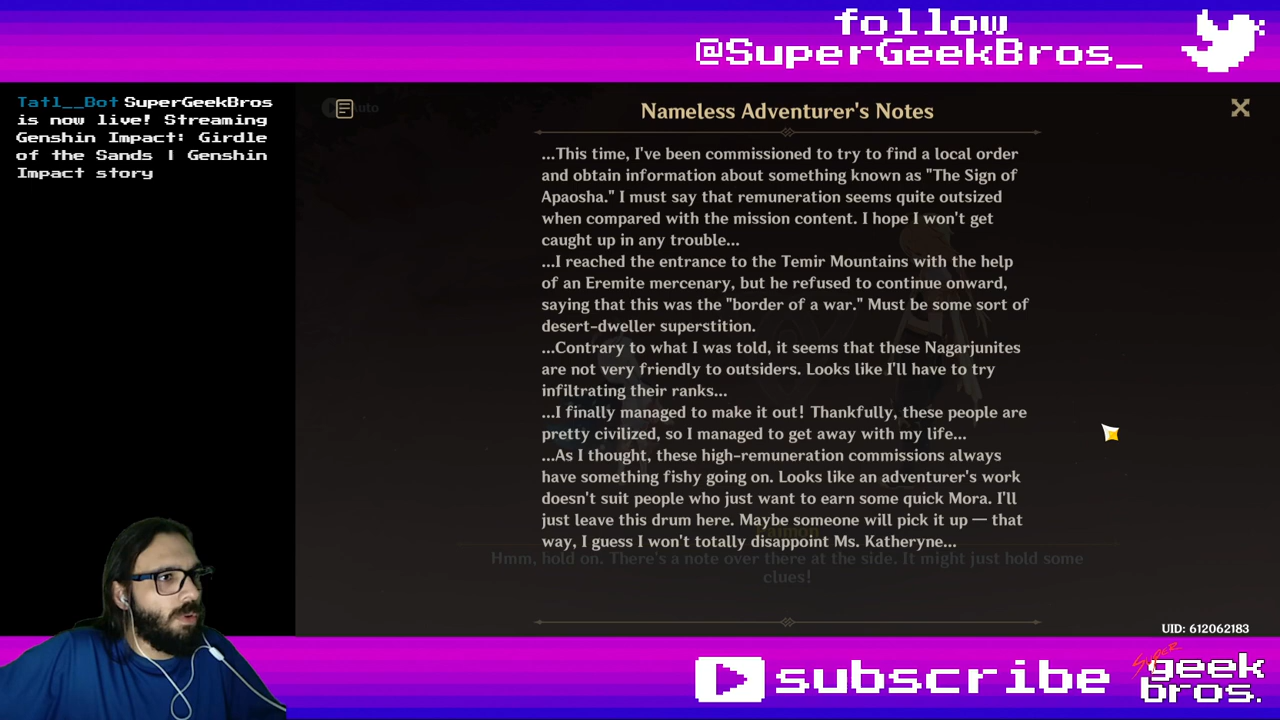 follow
@SuperGeekBros_
Tatl__Bot SuperGeekBros
is now live! Streaming
Genshin Impact: Girdle
of the Sands | Genshin
Impact story
Auto
Nameless Adventurer's Notes
...This time, I've been commissioned to try to find a local order
and obtain information about something known as "The Sign of
Apaosha." I must say that remuneration seems quite outsized
when compared with the mission content. I hope I won't get
caught up in any trouble...
...I reached the entrance to the Temir Mountains with the help
of an Eremite mercenary, but he refused to continue onward,
saying that this was the "border of a war." Must be some sort of
desert-dweller superstition.
...Contrary to what I was told, it seems that these Nagarjunites
are not very friendly to outsiders. Looks like I'll have to try
infiltrating their ranks...
...I finally managed to make it out! Thankfully, these people are
pretty civilized, so I managed to get away with my life...
...As I thought, these high-remuneration commissions always
have something fishy going on. Looks like an adventurer's work
doesn't suit people who just want to earn some quick Mora. I'll
just leave this drum here. Maybe someone will pick it up — that
way, I guess I won't totally disappoint Ms. Katheryne...
Paimon
Hmm, hold on. There's a note over there at the side. It might just hold some
clues!
UID: 612062183
subscribe
super
geek
bros.